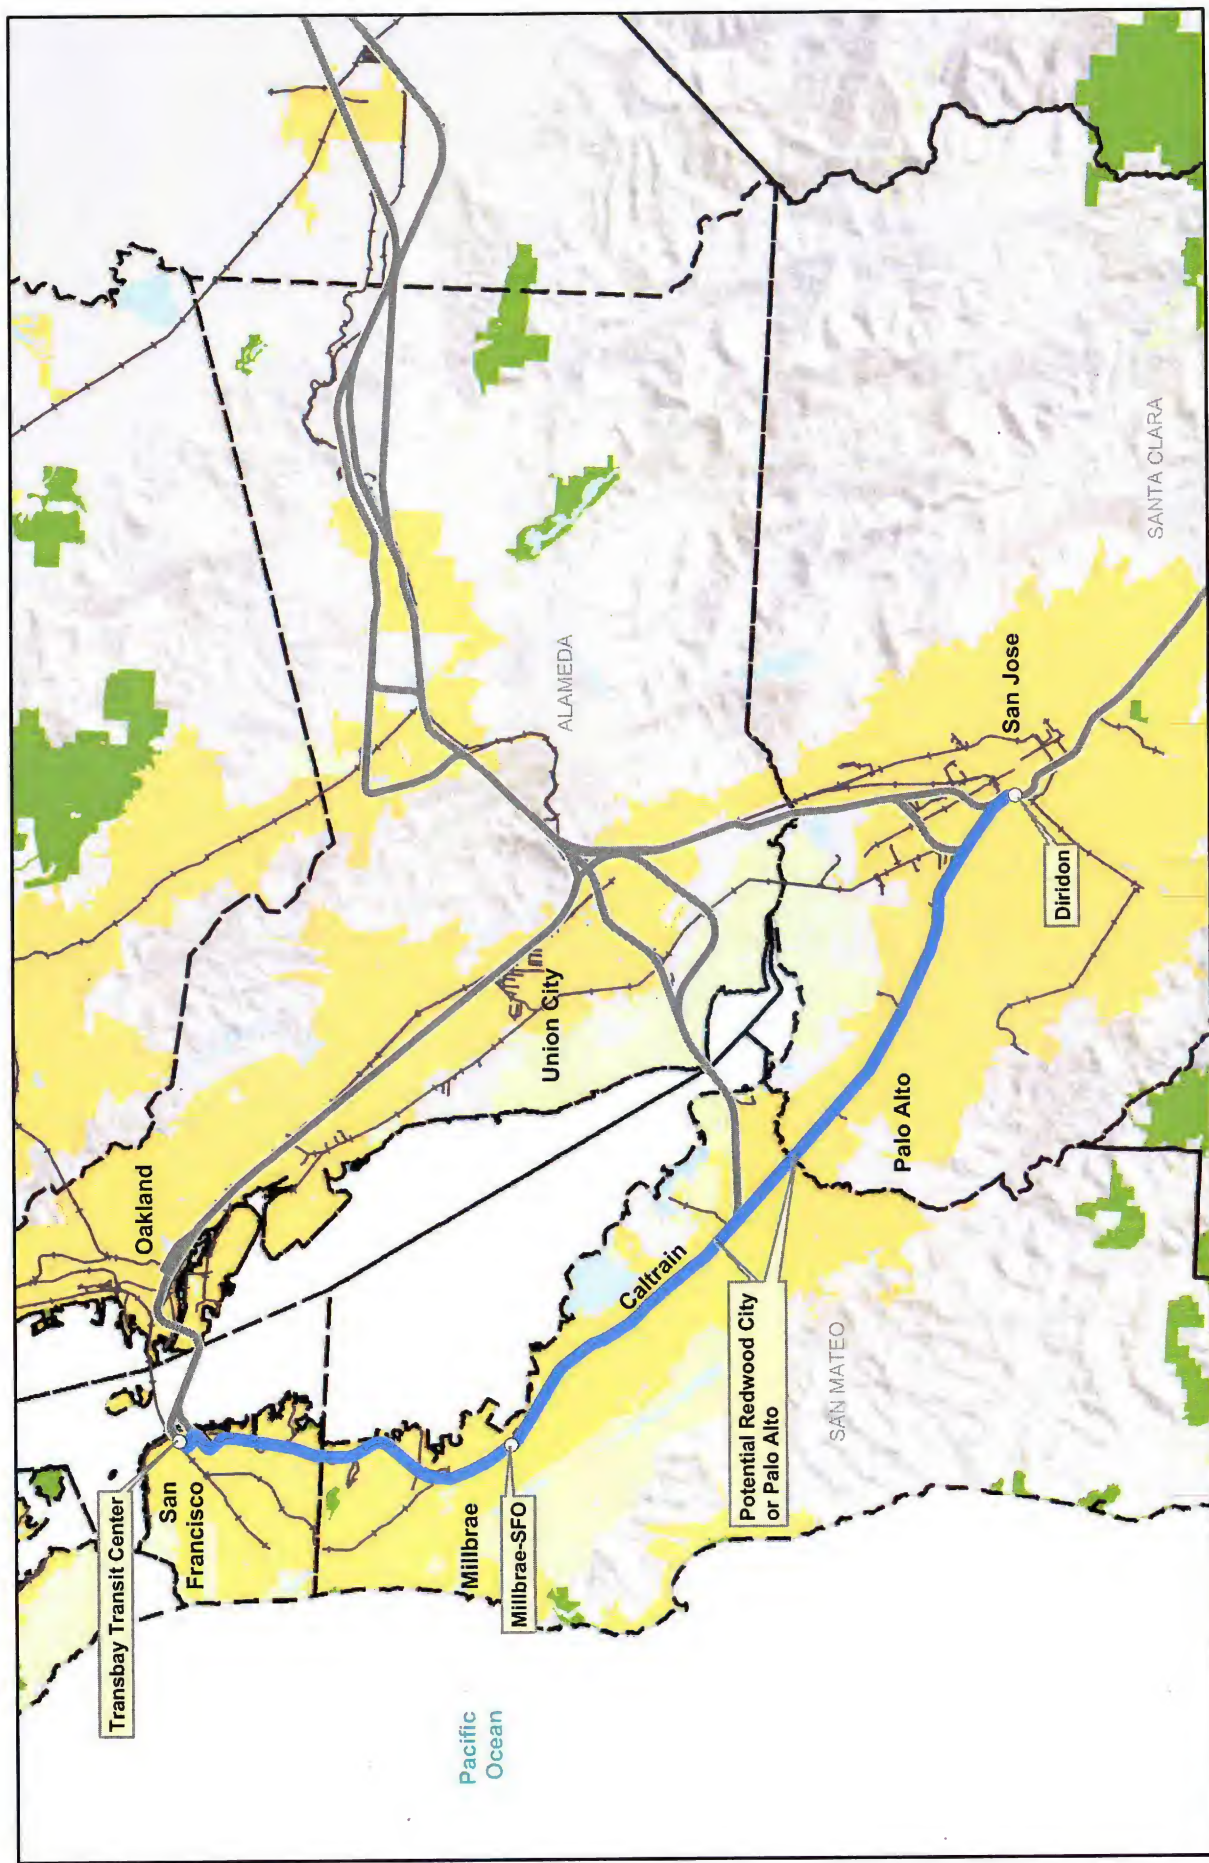 Transbay Transit Center
San
Francisco
Oakland
Millbrae
Millbrae-SFO
Pacific
Ocean
Union City
ALAMEDA
Caltrain
Potential Redwood City
or Palo Alto
SAN MATEO
Palo Alto
San Jose
Diridon
SANTA CLARA